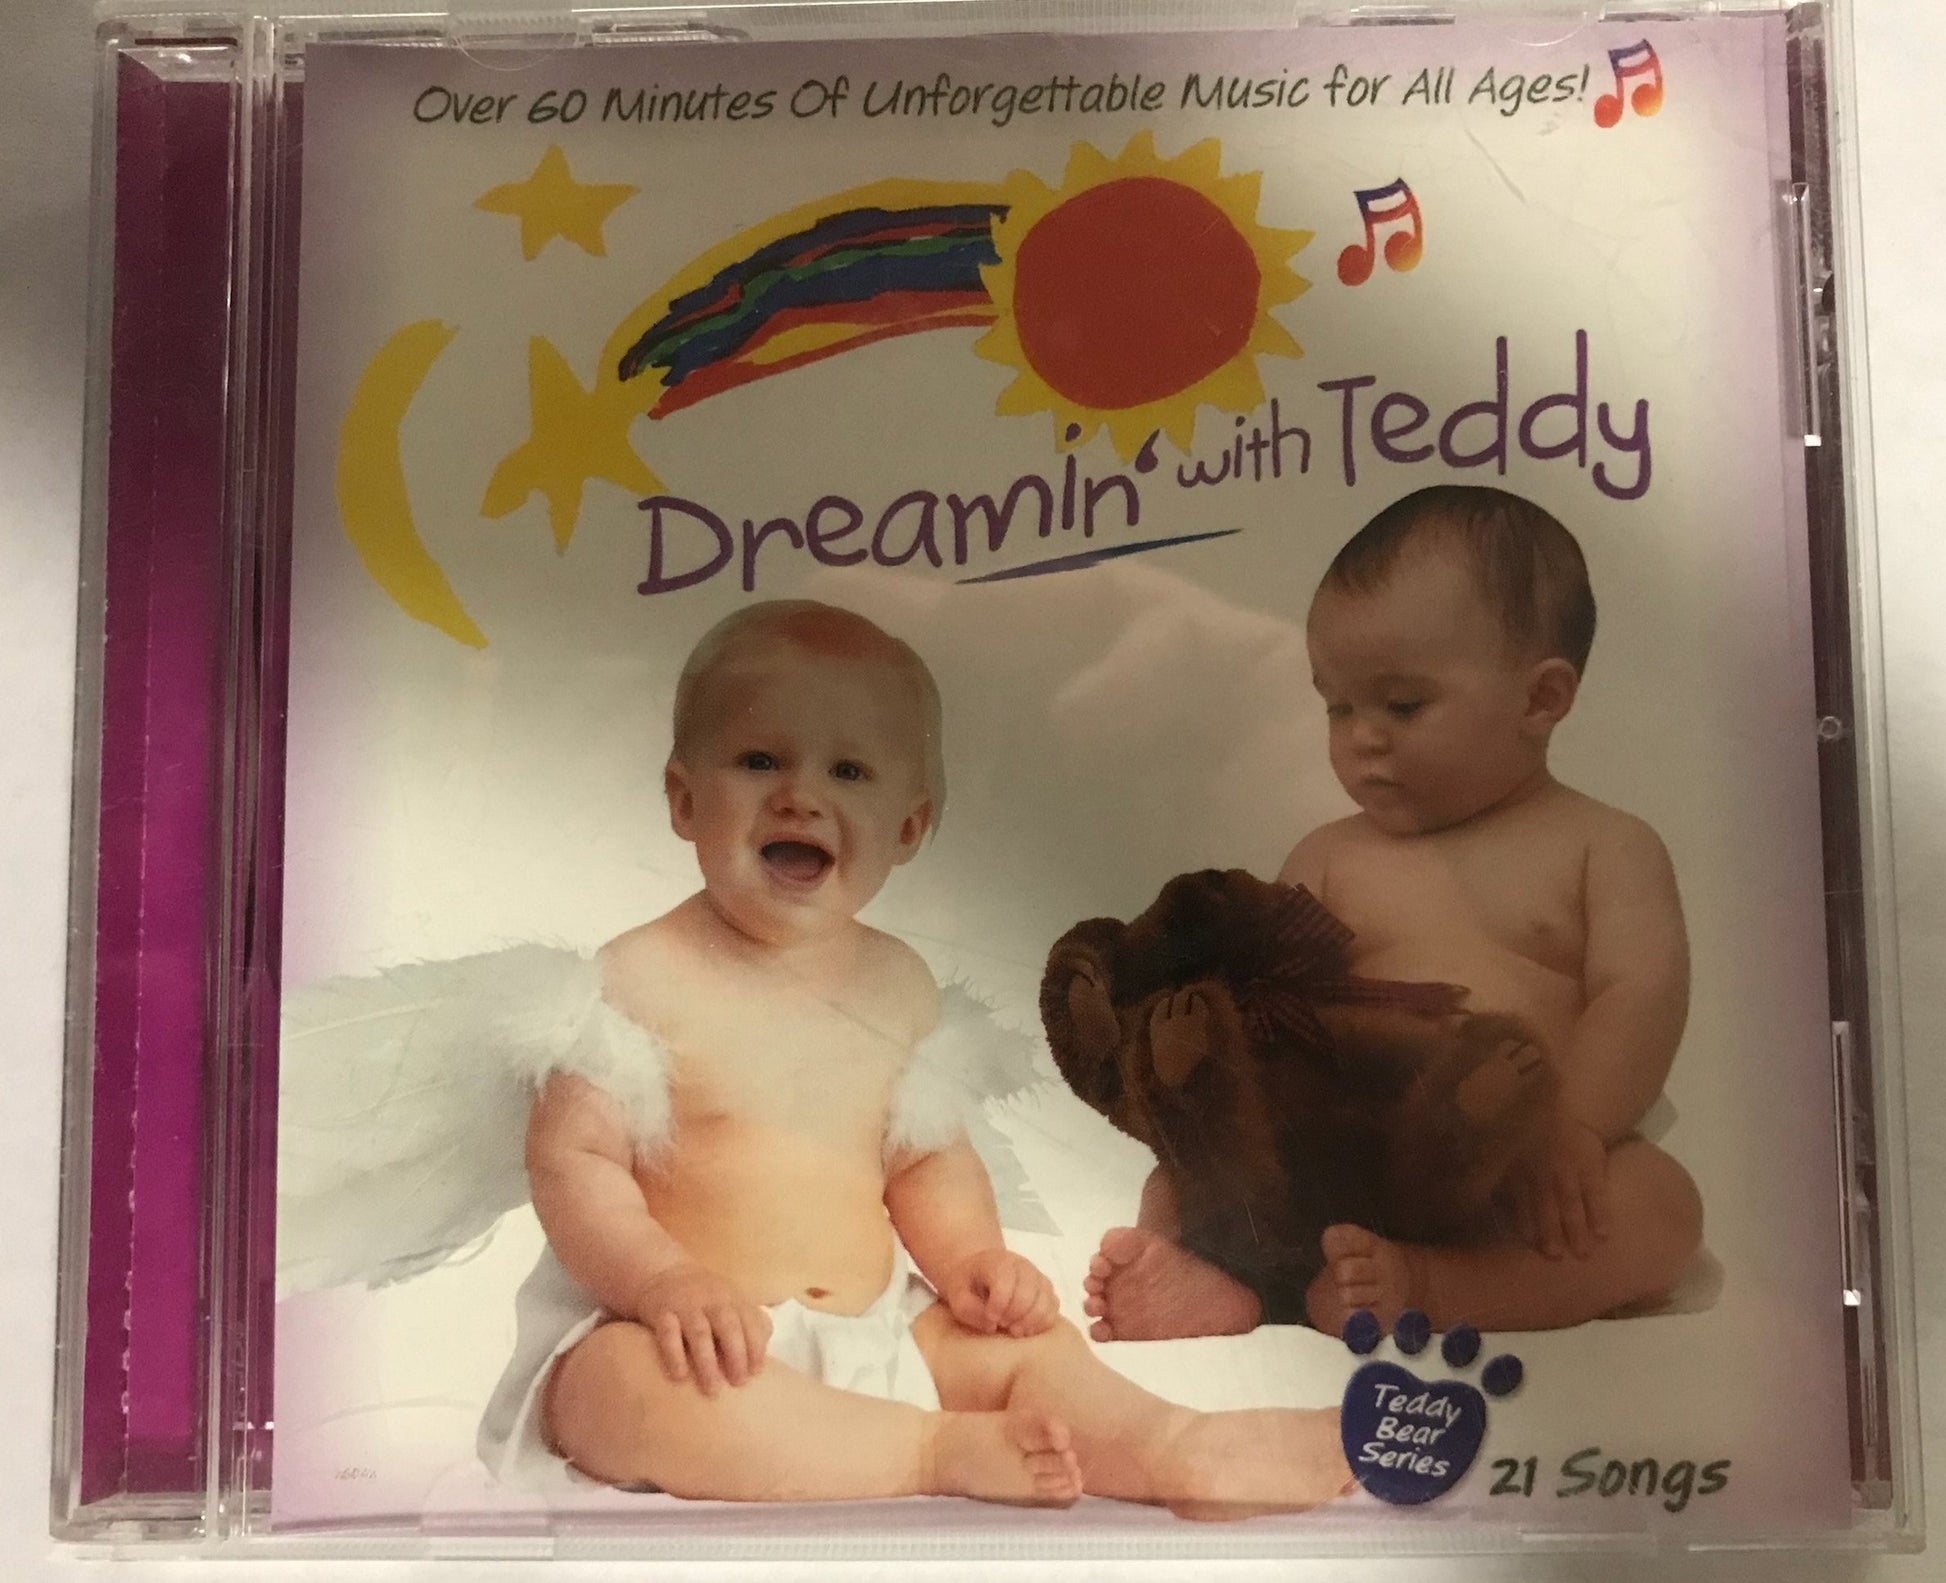 Over 60 Minutes Of Unforgettable Music for All Ages!
Dreamin' with Teddy
Teddy
Bear
Series
21 Songs